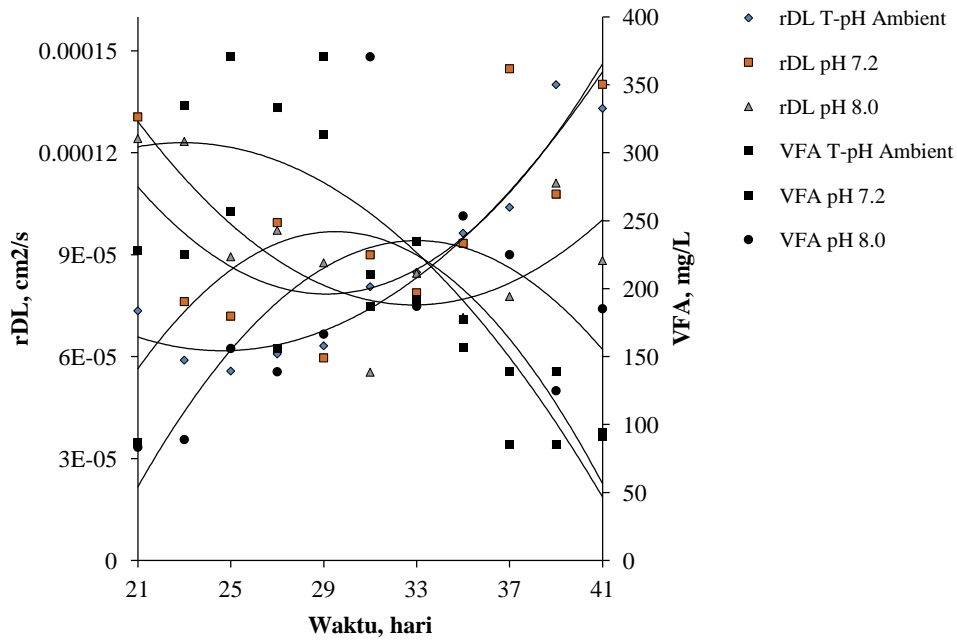 rDL, cm2/s
0.00015
0.00012
9E-05
6E-05
3E-05
0
21
25
29
33
37
41
Waktu, hari
400
350
300
250
200
150
100
50
0
VFA, mg/L
rDL T-pH Ambient
rDL pH 7.2
rDL pH 8.0
VFA T-pH Ambient
VFA pH 7.2
VFA pH 8.0